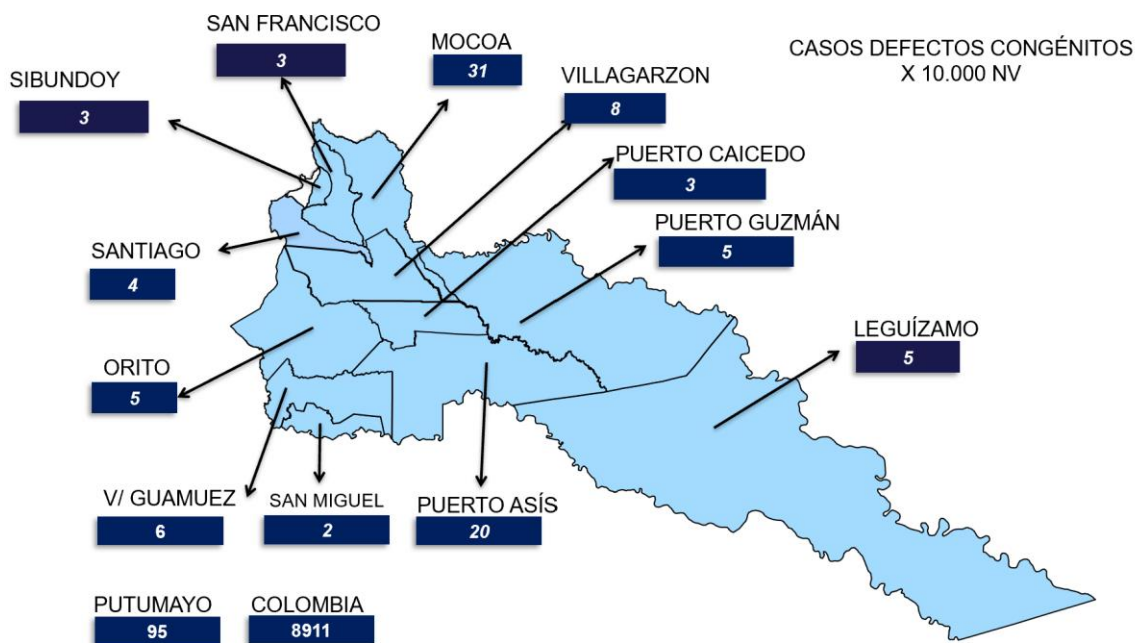 SAN FRANCISCO
3
MOCOA
31
CASOS DEFECTOS CONGÉNITOS
X 10.000 NV
SIBUNDOY
3
VILLAGARZON
8
PUERTO CAICEDO
3
PUERTO GUZMÁN
5
SANTIAGO
4
LEGUÍZAMO
5
ORITO
5
V/ GUAMUEZ
6
SAN MIGUEL
2
PUERTO ASÍS
20
PUTUMAYO
95
COLOMBIA
8911